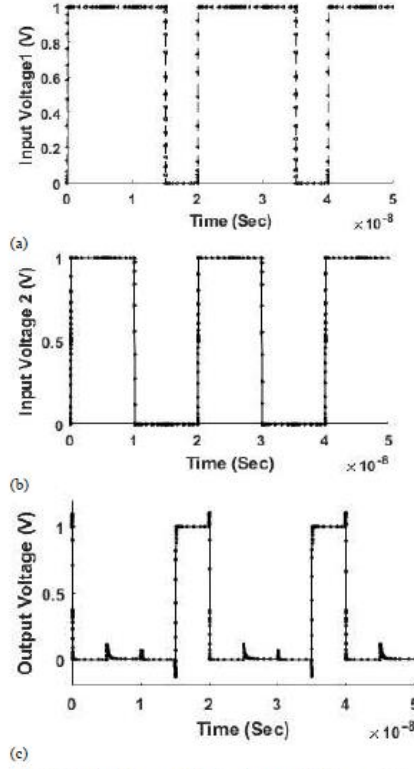 Input Voltage1 (V)
1
0.8
0.6
0.4
0.2
0
0 1 2 3 4 5
Time (Sec)
×10-8
(a)
Input Voltage 2 (V)
1
0.5
0
0 1 2 3 4 5
Time (Sec)
×10-8
(b)
Output Voltage (V)
1
0.5
0
0 1 2 3 4 5
Time (Sec)
×10-8
(c)